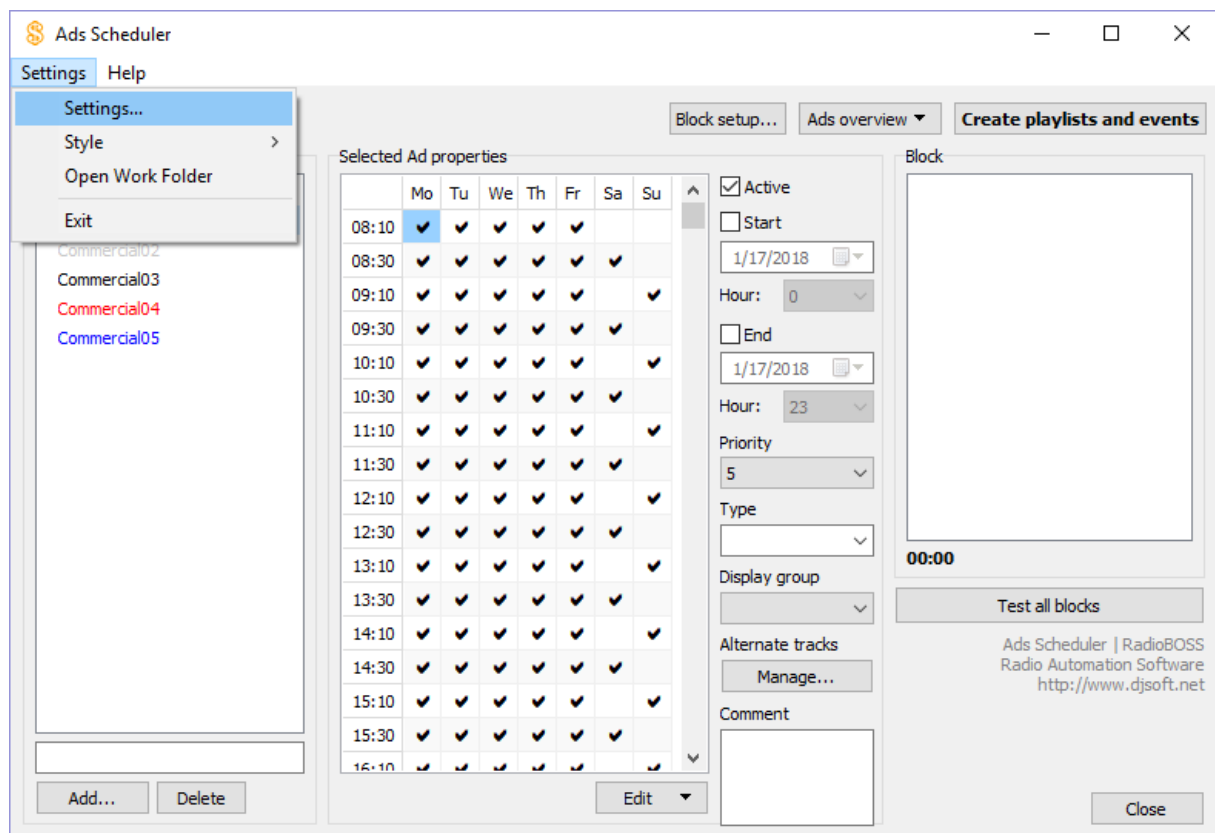 Ads Scheduler
Settings Help
Settings...
Style
Open Work Folder
Exit
Block setup... Ads overview Create playlists and events
Commercial02
Commercial03
Commercial04
Commercial05
Add... Delete
Selected Ad properties
Mo Tu We Th Fr Sa Su
08:10
08:30
09:10
09:30
10:10
10:30
11:10
11:30
12:10
12:30
13:10
13:30
14:10
14:30
15:10
15:30
16:10
Edit
Active
Start
1/17/2018
Hour: 0
End
1/17/2018
Hour: 23
Priority
5
Type
Display group
Alternate tracks
Manage...
Comment
Block
00:00
Test all blocks
Ads Scheduler | RadioBOSS
Radio Automation Software
http://www.djsoft.net
Close